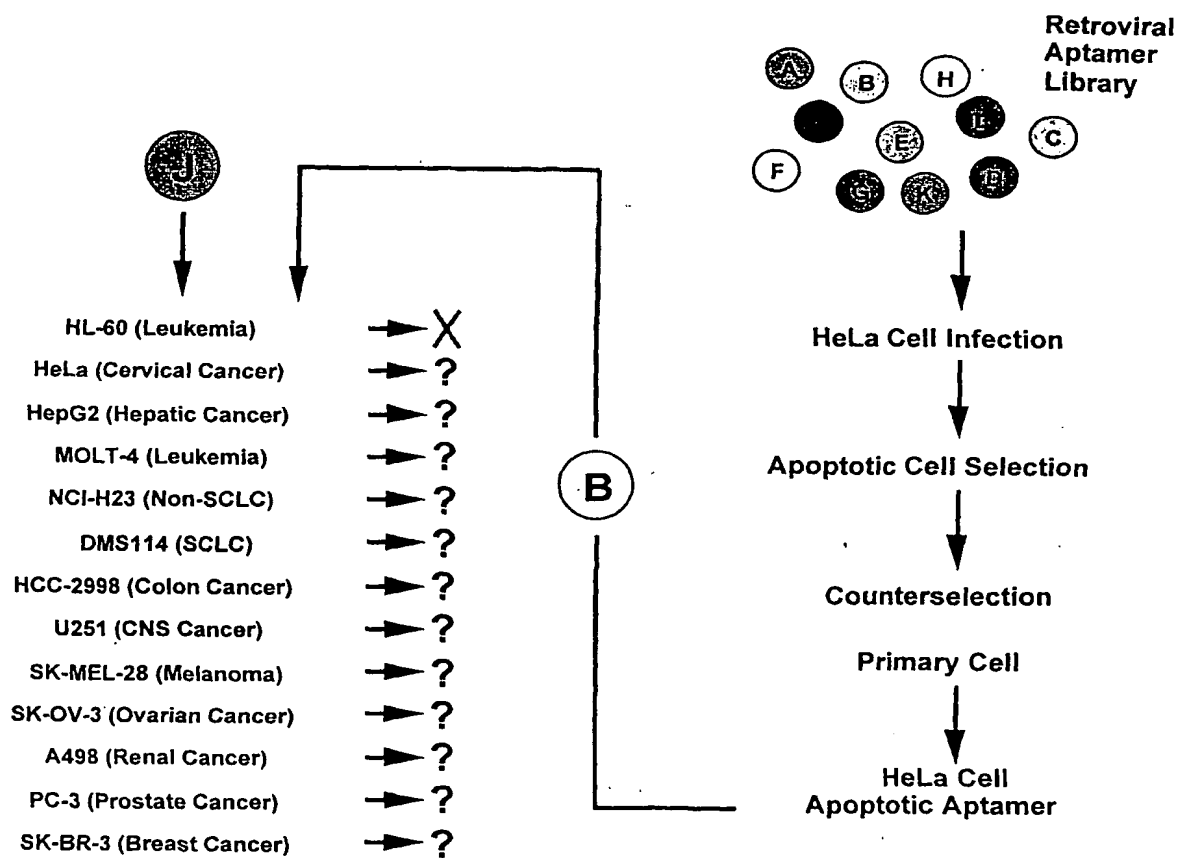 Retroviral
Aptamer
Library
A
B
H
L
C
E
F
G
K
D
J
HL-60 (Leukemia) X
HeLa (Cervical Cancer) ?
HepG2 (Hepatic Cancer) ?
MOLT-4 (Leukemia) ?
NCI-H23 (Non-SCLC) ?
DMS114 (SCLC) ?
HCC-2998 (Colon Cancer) ?
U251 (CNS Cancer) ?
SK-MEL-28 (Melanoma) ?
SK-OV-3 (Ovarian Cancer) ?
A498 (Renal Cancer) ?
PC-3 (Prostate Cancer) ?
SK-BR-3 (Breast Cancer) ?
B
HeLa Cell Infection
Apoptotic Cell Selection
Counterselection
Primary Cell
HeLa Cell
Apoptotic Aptamer